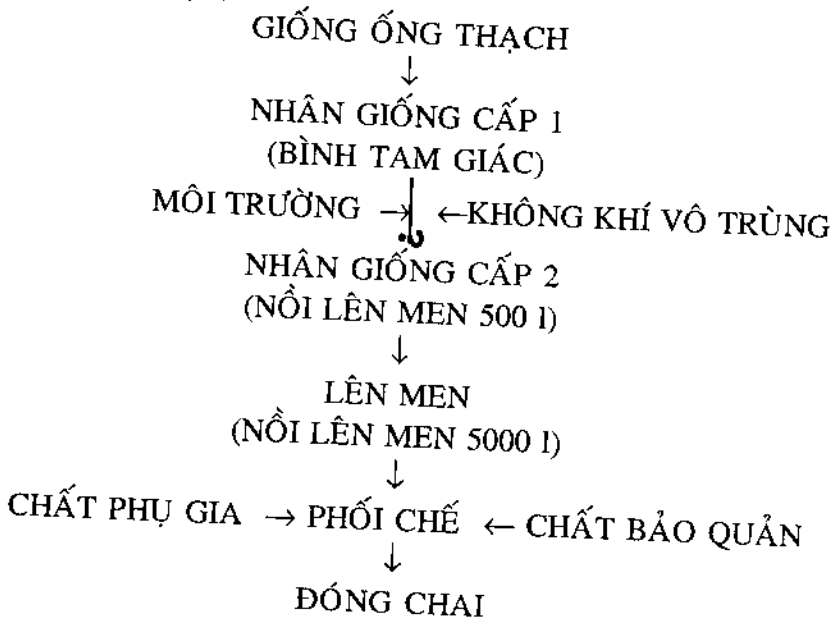 GIỐNG ỐNG THẠCH
↓
NHÂN GIỐNG CẤP 1
(BÌNH TAM GIÁC)
MÔI TRƯỜNG → ←KHÔNG KHÍ VÔ TRÙNG
NHÂN GIỐNG CẤP 2
(NỒI LÊN MEN 500 l)
↓
LÊN MEN
(NỒI LÊN MEN 5000 l)
↓
CHẤT PHỤ GIA → PHỐI CHẾ ← CHẤT BẢO QUẢN
↓
ĐÓNG CHAI